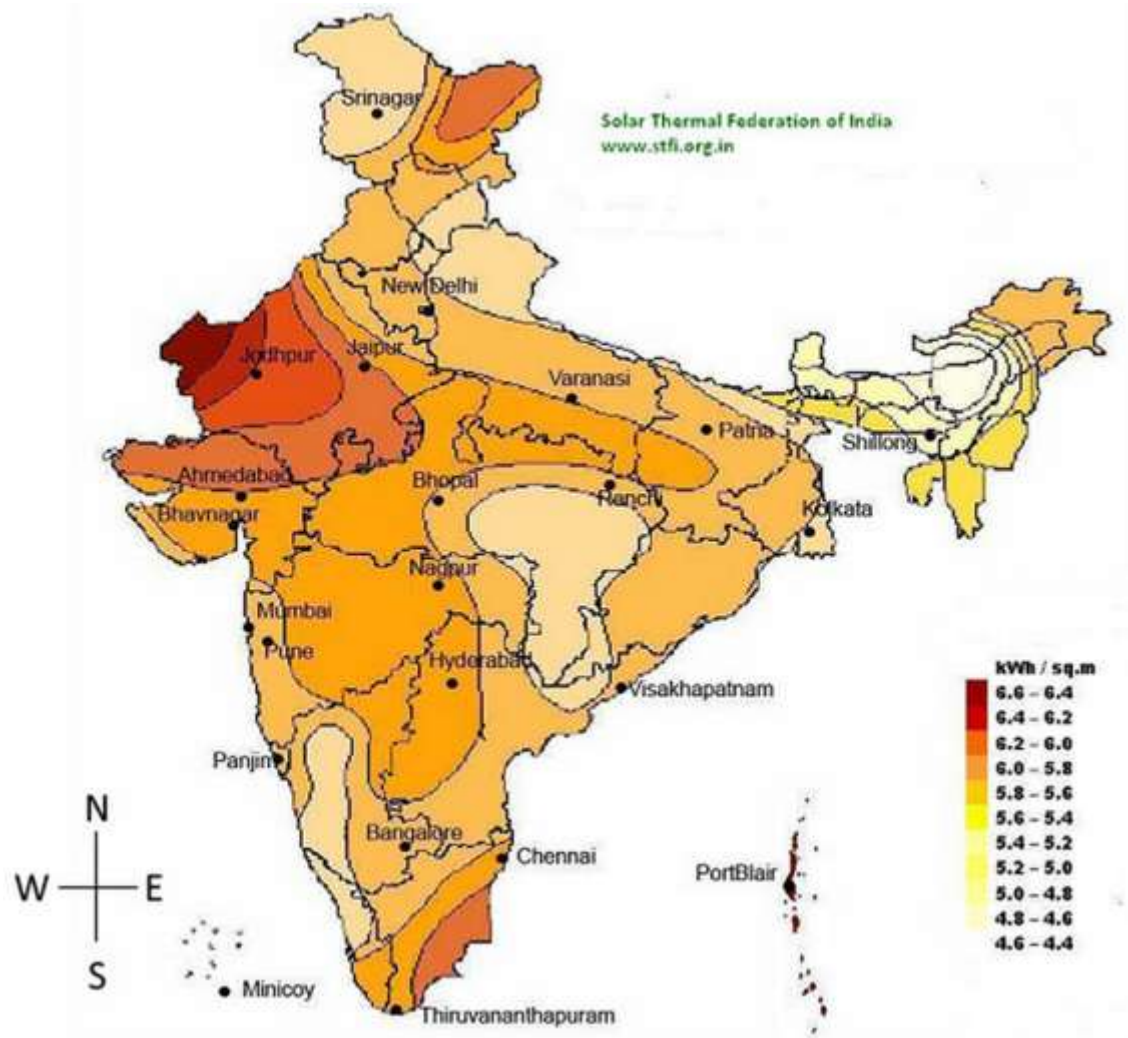 Srinagar
Solar Thermal Federation of India
www.stfi.org.in
New Delhi
Jodhpur
Jaipur
Varanasi
Patna
Shillong
Ahmedabad
Bhopal
Ranchi
Bhavnagar
Kolkata
Nagpur
Mumbai
Pune
Hyderabad
Visakhapatnam
Panjim
Bangalore
Chennai
PortBlair
Minicoy
Thiruvananthapuram
N
W
E
S
kWh / sq.m
6.6 - 6.4
6.4 - 6.2
6.2 - 6.0
6.0 - 5.8
5.8 - 5.6
5.6 - 5.4
5.4 - 5.2
5.2 - 5.0
5.0 - 4.8
4.8 - 4.6
4.6 - 4.4